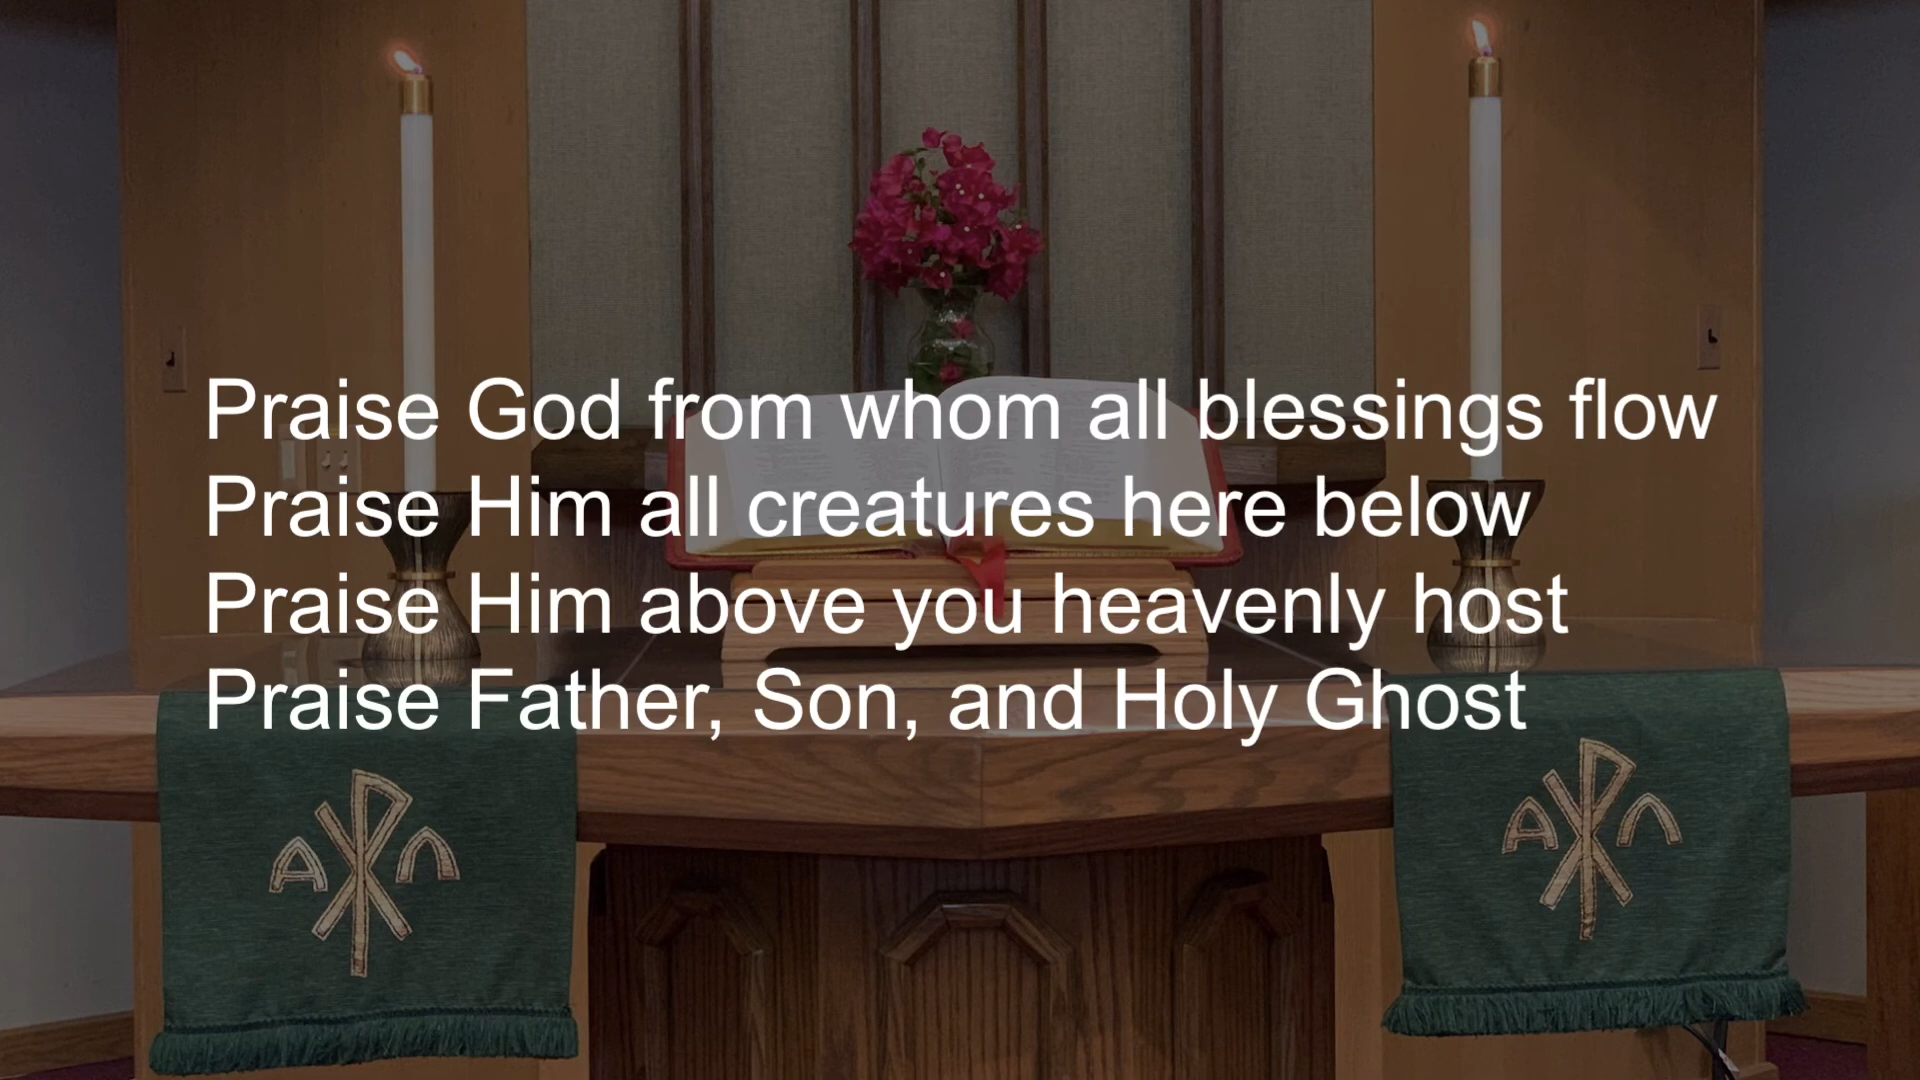 Praise God from whom all blessings flow
Praise Him all creatures here below
Praise Him above you heavenly host
Praise Father, Son, and Holy Ghost
Α Ω
Α Ω